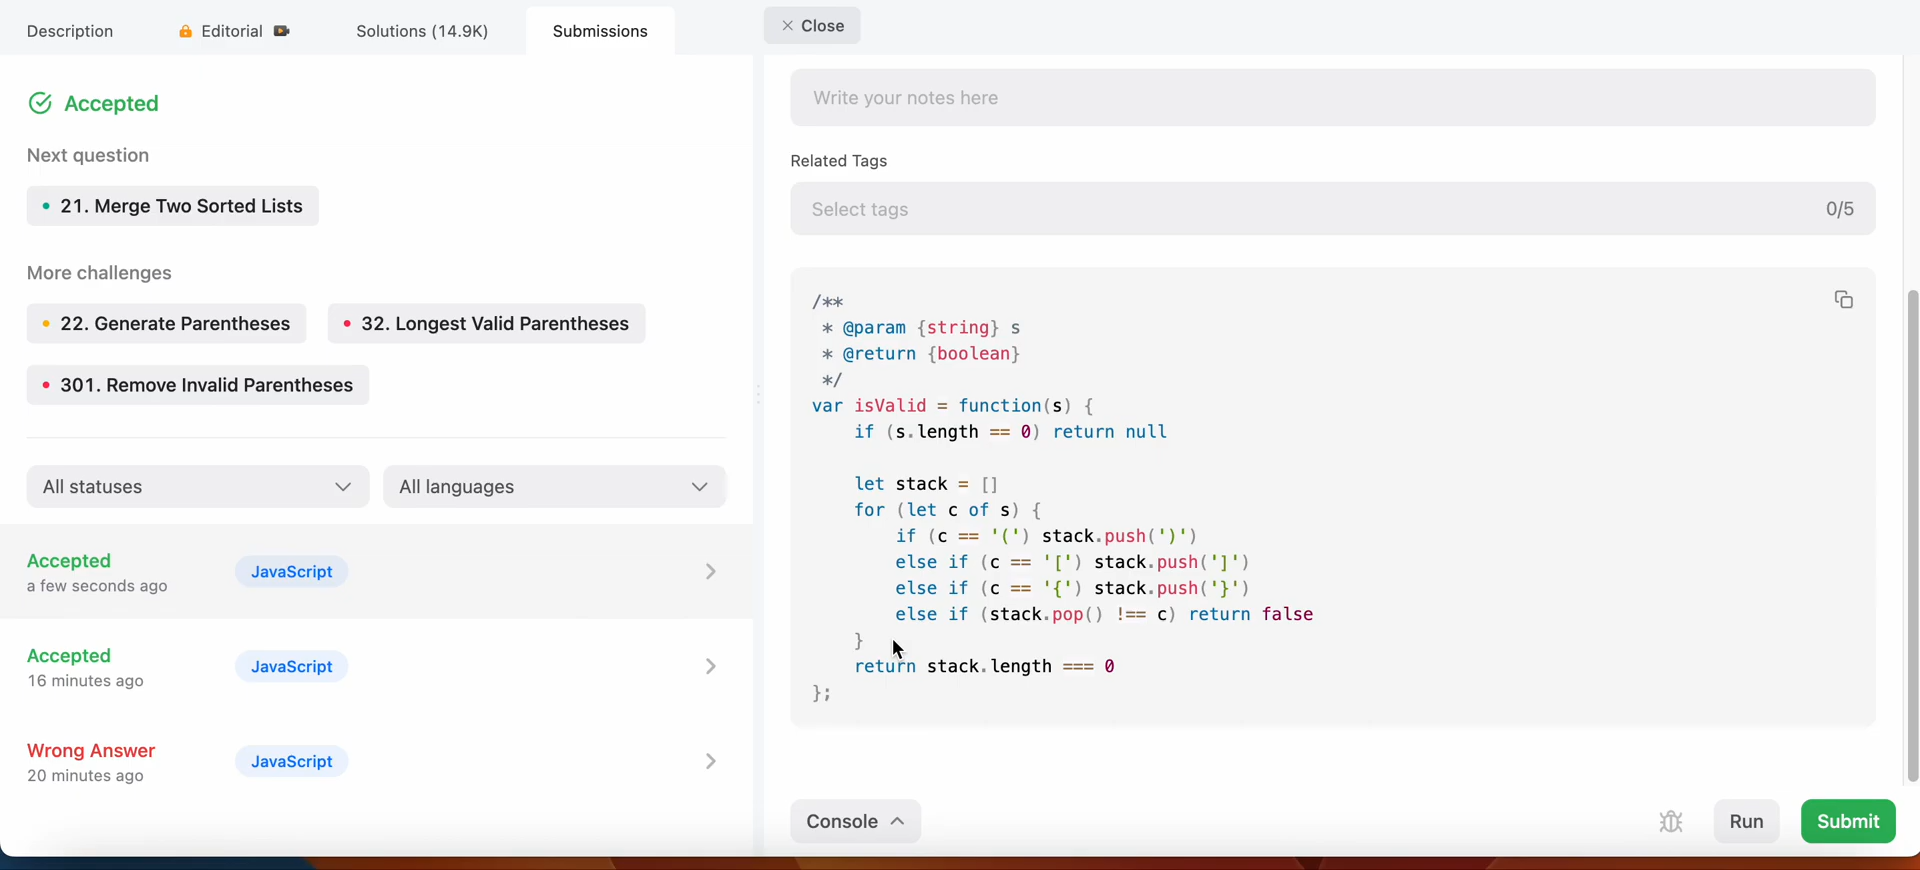 Description
Editorial
Solutions (14.9K)
Submissions
Close
Accepted
Next question
21. Merge Two Sorted Lists
More challenges
22. Generate Parentheses
32. Longest Valid Parentheses
301. Remove Invalid Parentheses
All statuses
All languages
Accepted
a few seconds ago
JavaScript
Accepted
16 minutes ago
JavaScript
Wrong Answer
20 minutes ago
JavaScript
Write your notes here
Related Tags
Select tags
0/5
/**
 * @param {string} s
 * @return {boolean}
 */
var isValid = function(s) {
    if (s.length == 0) return null
    let stack = []
    for (let c of s) {
        if (c == '(') stack.push(')')
        else if (c == '[') stack.push(']')
        else if (c == '{') stack.push('}')
        else if (stack.pop() !== c) return false
    }
    return stack.length === 0
};
Console
Run
Submit